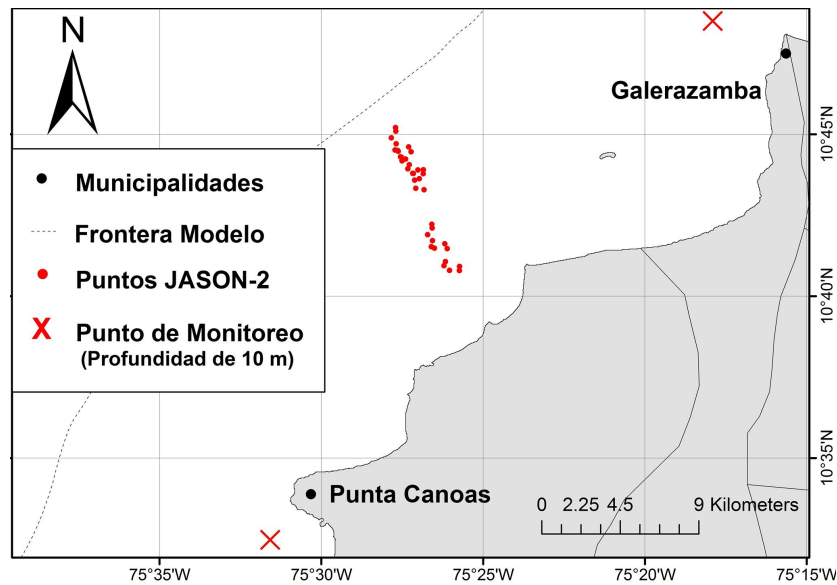 N
Galerazamba
Municipalidades
Frontera Modelo
Puntos JASON-2
X Punto de Monitoreo
(Profundidad de 10 m)
Punta Canoas
0 2.25 4.5 9 Kilometers
10°45'N
10°40'N
10°35'N
75°35'W 75°30'W 75°25'W 75°20'W 75°15'W